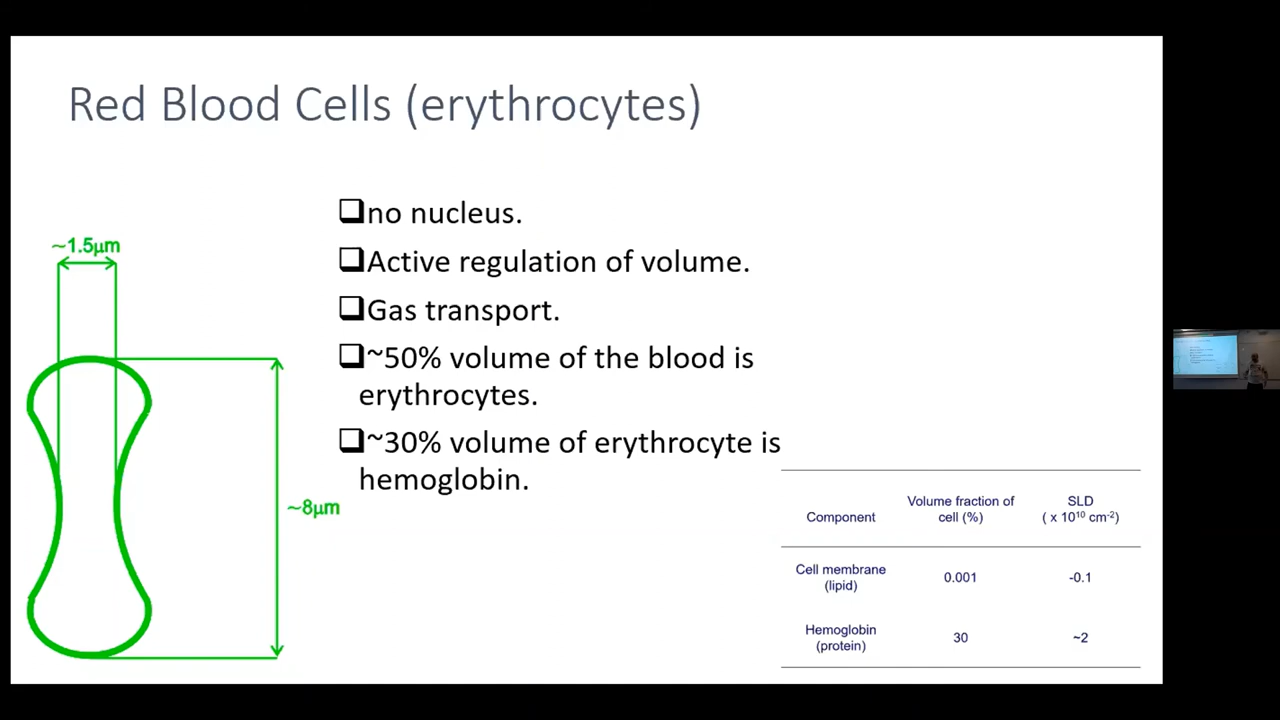 Red Blood Cells (erythrocytes)
no nucleus.
Active regulation of volume.
Gas transport.
~50% volume of the blood is
erythrocytes.
~30% volume of erythrocyte is
hemoglobin.
~1.5µm
~8µm
Component
Volume fraction of
cell (%)
SLD
( x 10¹⁰ cm⁻²)
Cell membrane
(lipid)
0.001
-0.1
Hemoglobin
(protein)
30
~2